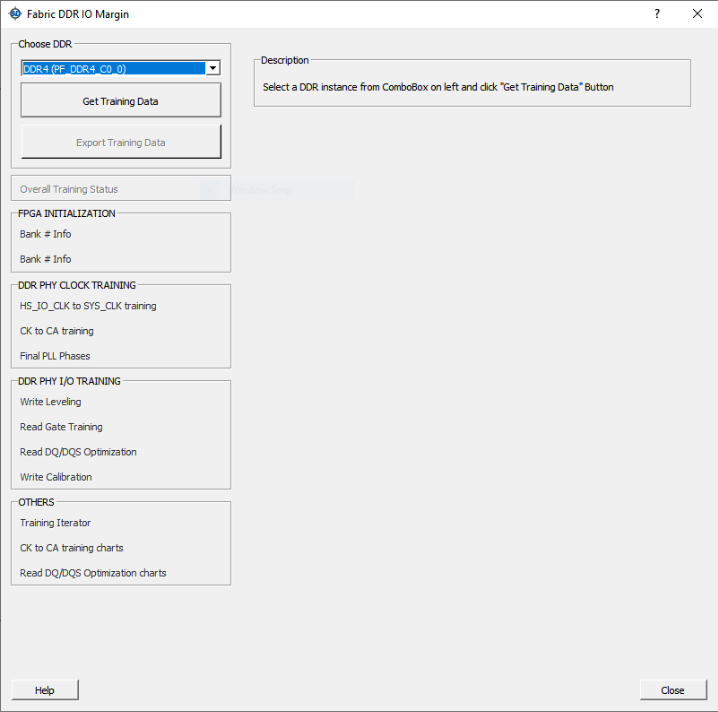 Fabric DDR IO Margin
Choose DDR
DDR4 (PF_DDR4_C0_0)
Get Training Data
Export Training Data
Description
Select a DDR instance from ComboBox on left and click "Get Training Data" Button
Overall Training Status
FPGA INITIALIZATION
Bank # Info
Bank # Info
DDR PHY CLOCK TRAINING
HS_IO_CLK to SYS_CLK training
CK to CA training
Final PLL Phases
DDR PHY I/O TRAINING
Write Leveling
Read Gate Training
Read DQ/DQS Optimization
Write Calibration
OTHERS
Training Iterator
CK to CA training charts
Read DQ/DQS Optimization charts
Help
Close